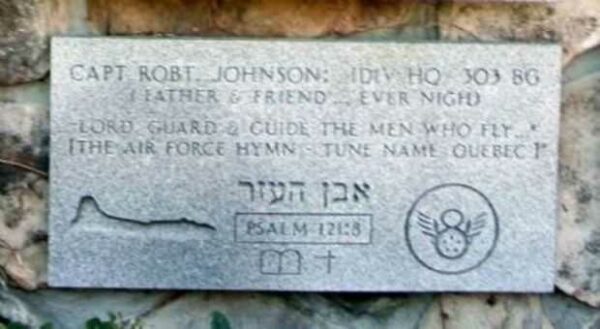 CAPT. ROBT. JOHNSON: 1DIV HQ 303 BG
[FATHER & FRIEND ... EVER NIGH]
"LORD GUARD & GUIDE THE MEN WHO FLY..."
[THE AIR FORCE HYMN - TUNE NAME QUEBEC]"
אבן העזר
PSALM 121:8
8